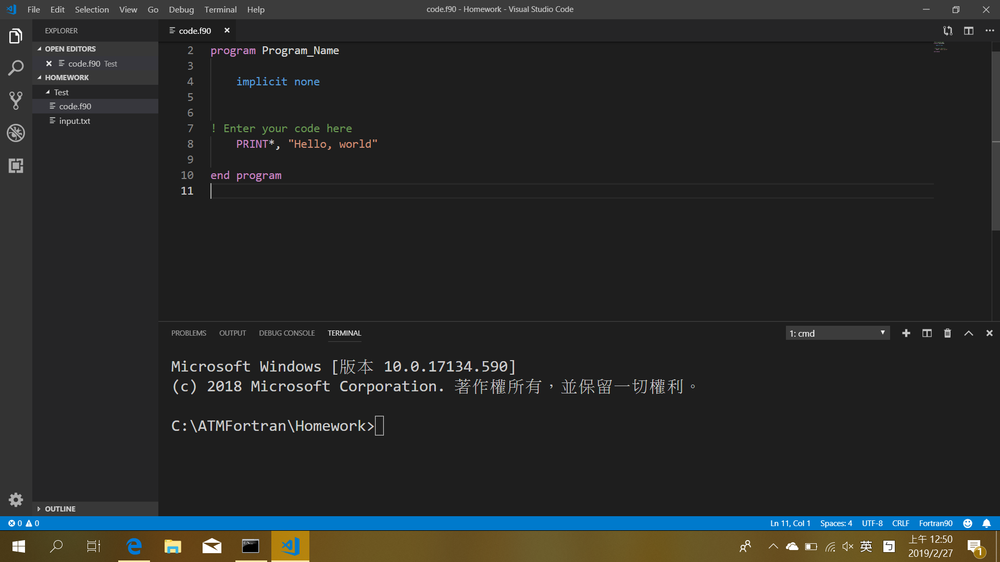 File Edit Selection View Go Debug Terminal Help
code.f90 - Homework - Visual Studio Code
EXPLORER
OPEN EDITORS
code.f90 Test
HOMEWORK
Test
code.f90
input.txt
OUTLINE
code.f90
2 program Program_Name
3
4 implicit none
5
6
7 ! Enter your code here
8 PRINT*, "Hello, world"
9
10 end program
11
PROBLEMS OUTPUT DEBUG CONSOLE TERMINAL
1: cmd
Microsoft Windows [版本 10.0.17134.590]
(c) 2018 Microsoft Corporation. 著作權所有，並保留一切權利。
C:\ATMFortran\Homework>
0 0
Ln 11, Col 1 Spaces: 4 UTF-8 CRLF Fortran90
英 ㄅ
上午 12:50
2019/2/27
1